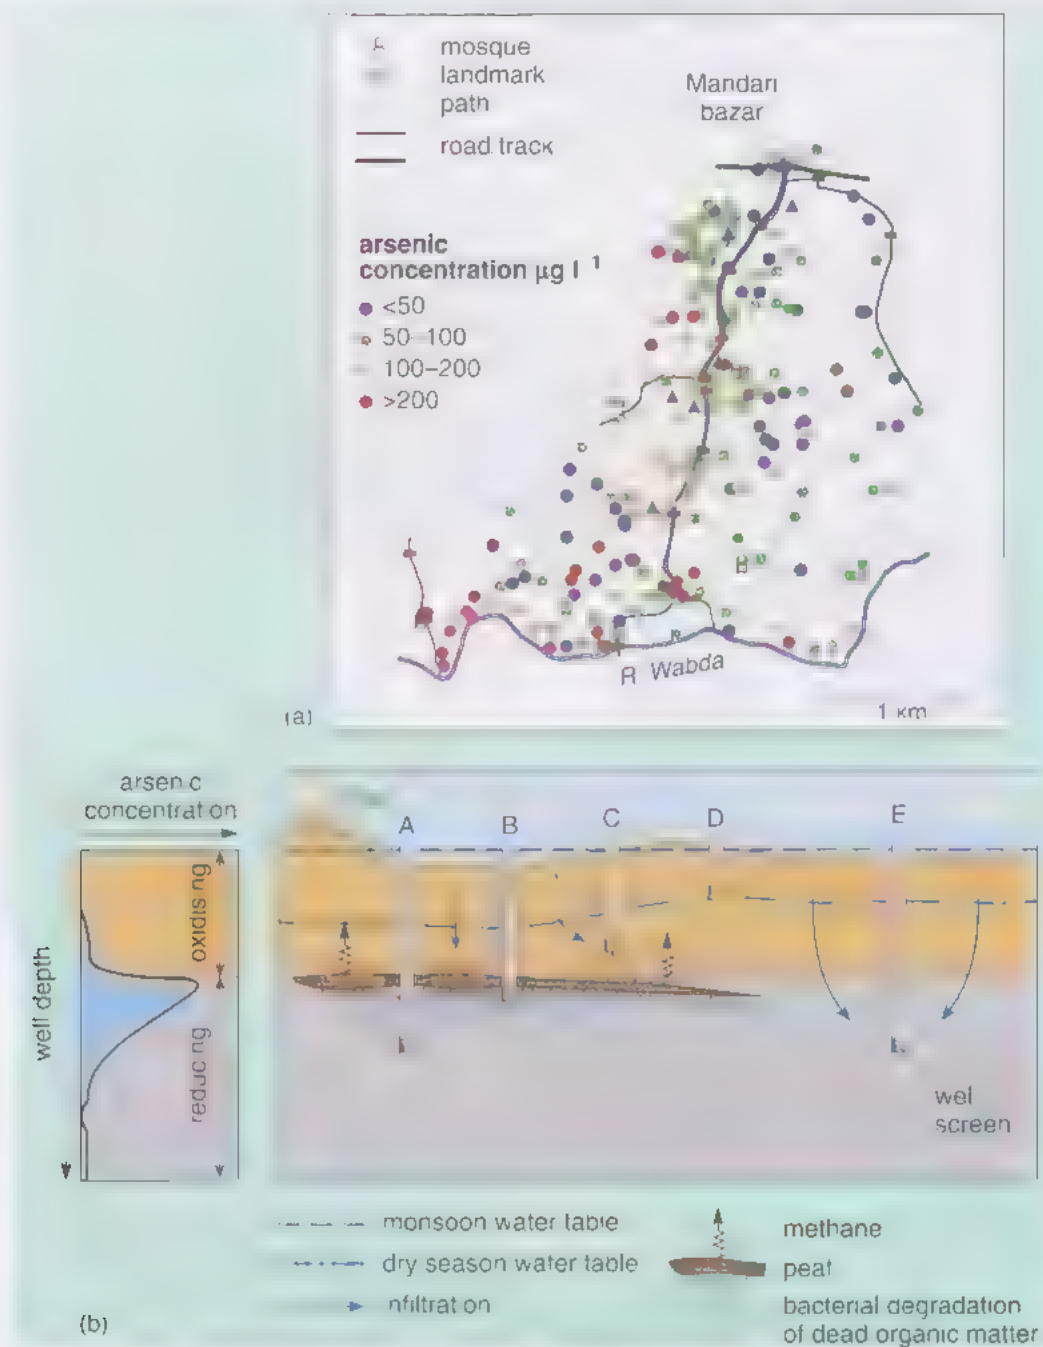 mosque
landmark
path
road track
Mandari
bazar
arsenic
concentration µg l⁻¹
<50
50–100
100–200
>200
B
R Wabda
1 km
(a)
arsenic
concentration
A B C D E
oxidising
reducing
well depth
well
screen
monsoon water table
dry season water table
infiltration
methane
peat
bacterial degradation
of dead organic matter
(b)